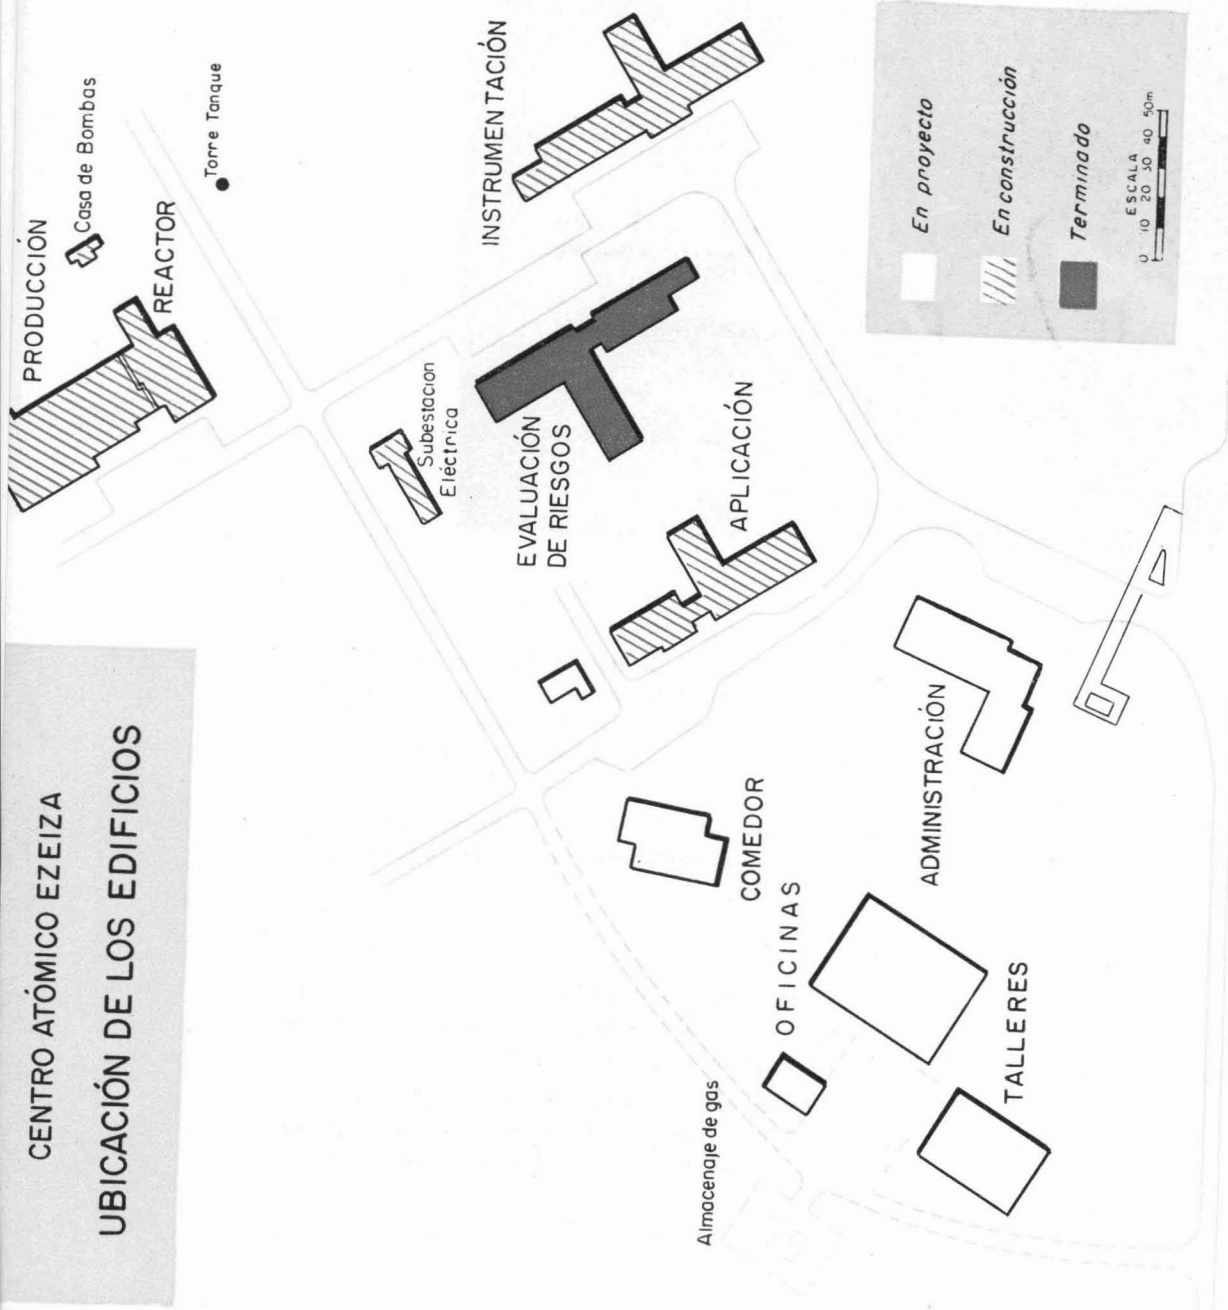 CENTRO ATÓMICO EZEIZA
UBICACIÓN DE LOS EDIFICIOS
PRODUCCIÓN
Casa de Bombas
REACTOR
Torre Tanque
Subestacion
Eléctrica
INSTRUMENTACIÓN
EVALUACIÓN
DE RIESGOS
APLICACIÓN
COMEDOR
OFICINAS
Almacenaje de gas
ADMINISTRACIÓN
TALLERES
En proyecto
En construcción
Terminado
ESCALA
0 10 20 30 40 50m